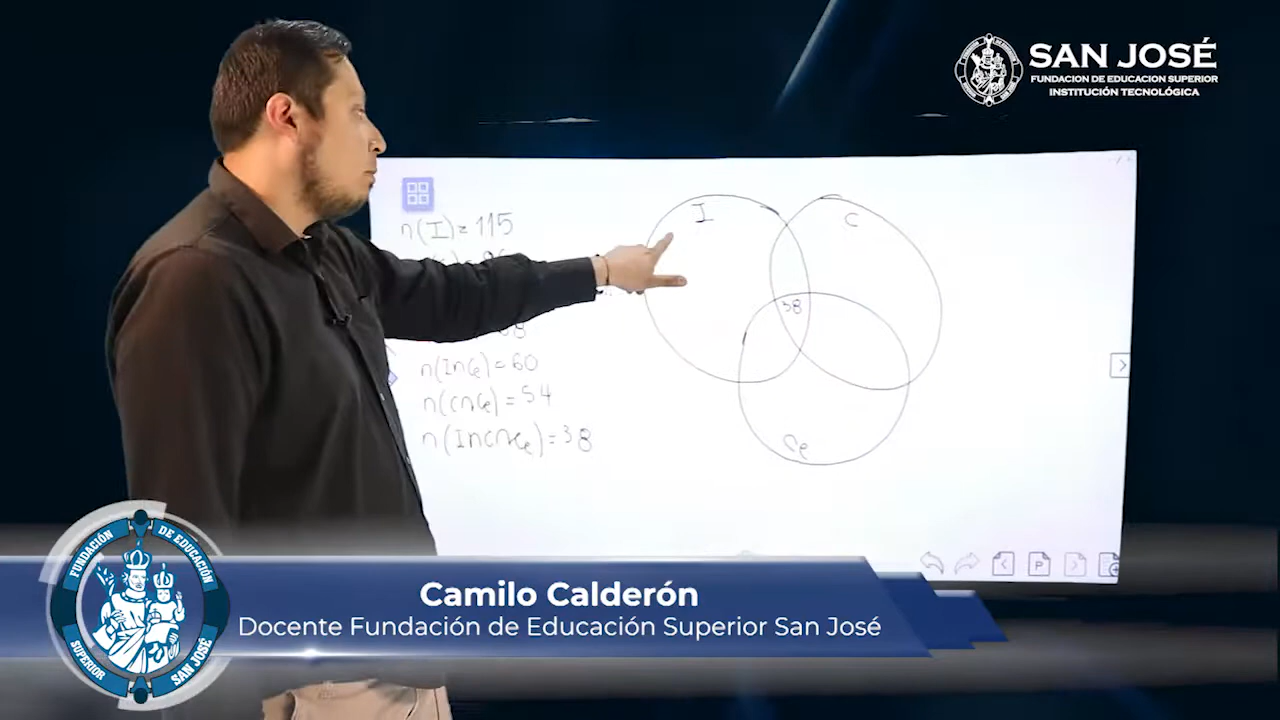 SAN JOSÉ
FUNDACION DE EDUCACION SUPERIOR
INSTITUCIÓN TECNOLÓGICA
n(I)=115
I
C
38
n(I∩Ce)=60
n(C∩Ce)=54
n(I∩C∩Ce)=38
Ce
P
FUNDACIÓN DE EDUCACIÓN
SUPERIOR SAN JOSÉ
Camilo Calderón
Docente Fundación de Educación Superior San José